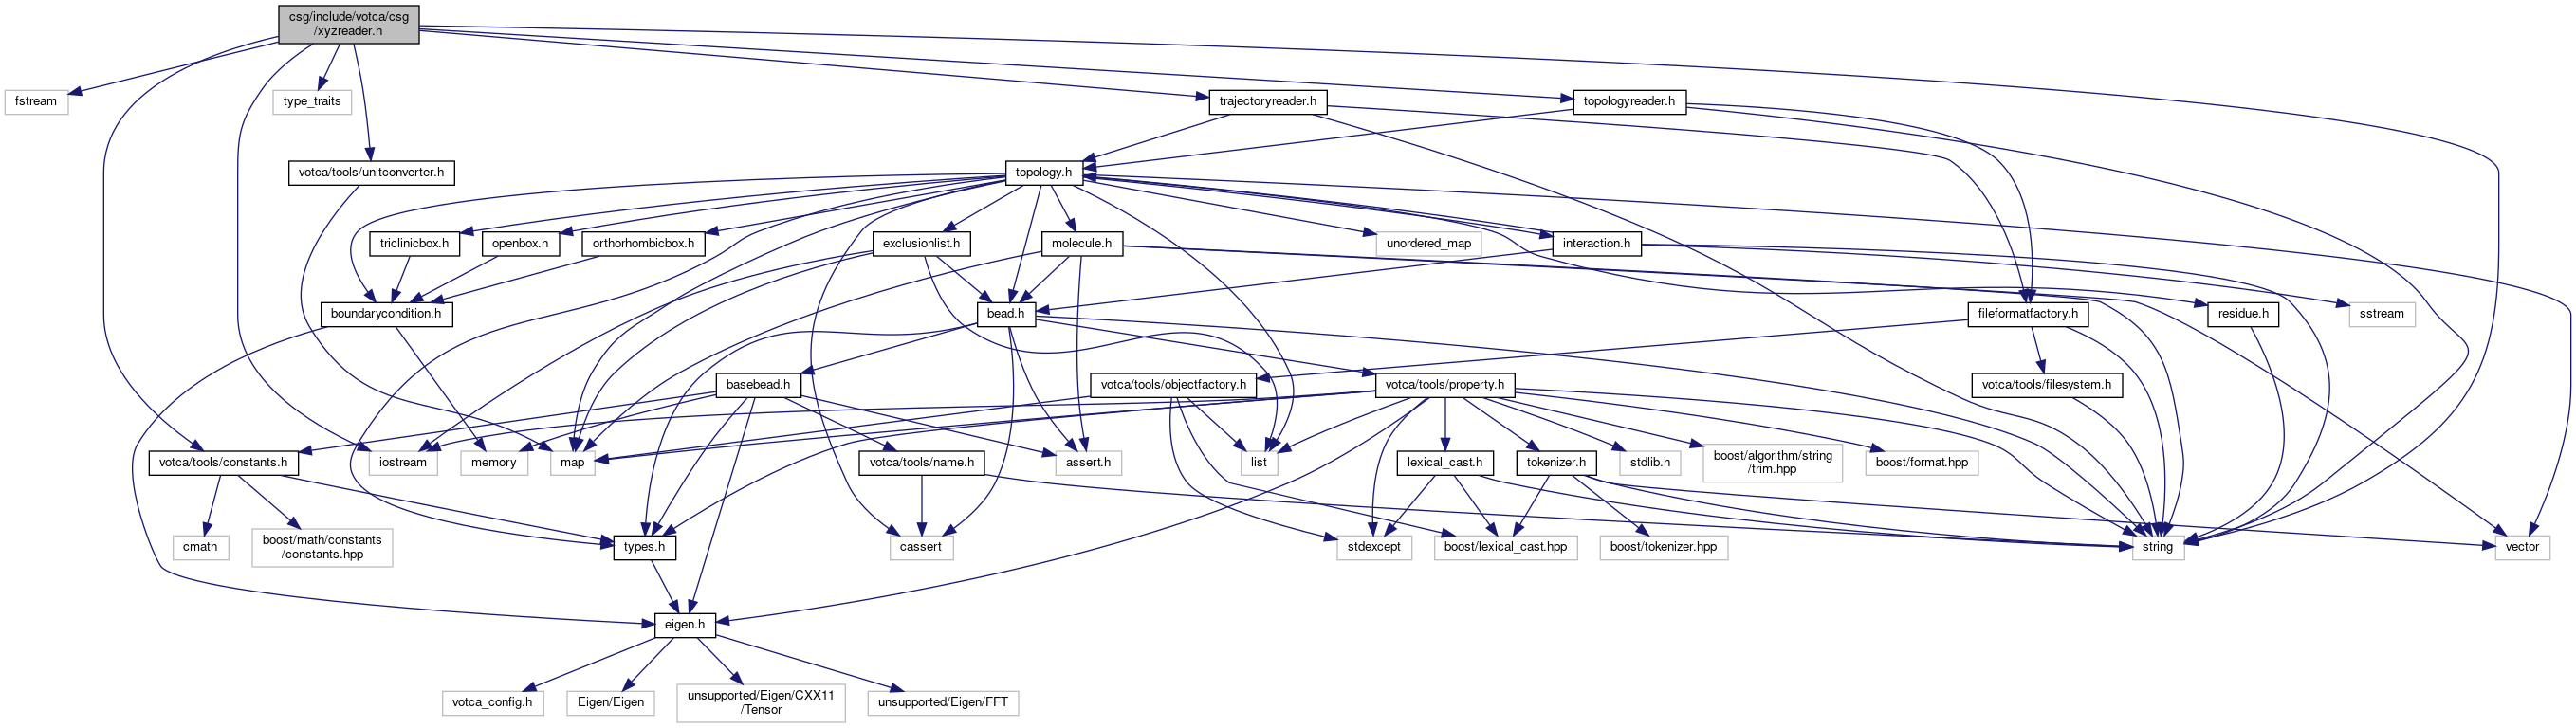 csg/include/votca/csg
/xyzreader.h
fstream
type_traits
trajectoryreader.h
topologyreader.h
votca/tools/unitconverter.h
topology.h
triclinicbox.h
openbox.h
orthorhombicbox.h
exclusionlist.h
molecule.h
unordered_map
interaction.h
boundarycondition.h
bead.h
fileformatfactory.h
residue.h
sstream
basebead.h
votca/tools/objectfactory.h
votca/tools/property.h
votca/tools/filesystem.h
votca/tools/constants.h
iostream
memory
map
votca/tools/name.h
assert.h
list
lexical_cast.h
tokenizer.h
stdlib.h
boost/algorithm/string
/trim.hpp
boost/format.hpp
cmath
boost/math/constants
/constants.hpp
types.h
cassert
stdexcept
boost/lexical_cast.hpp
boost/tokenizer.hpp
string
vector
eigen.h
votca_config.h
Eigen/Eigen
unsupported/Eigen/CXX11
/Tensor
unsupported/Eigen/FFT